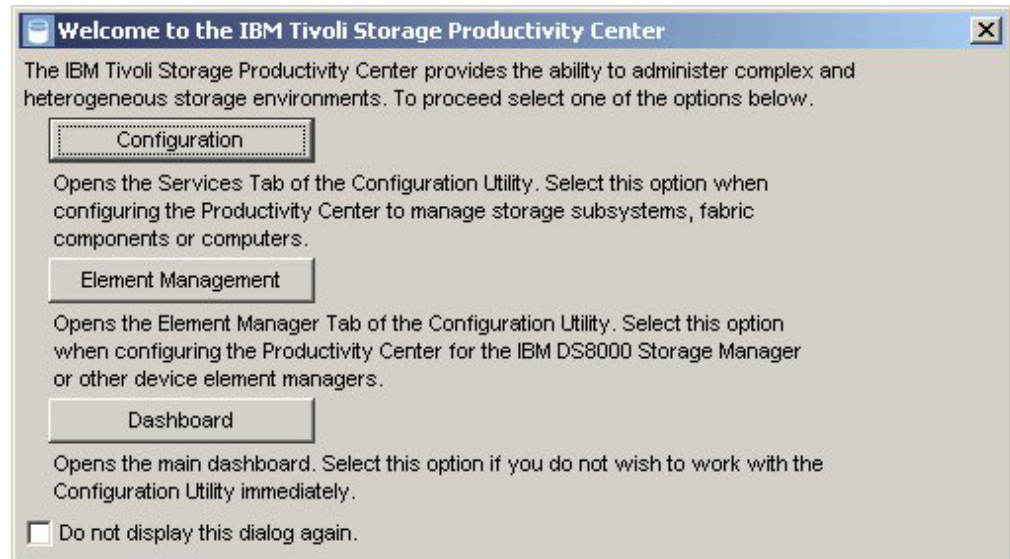 Welcome to the IBM Tivoli Storage Productivity Center
The IBM Tivoli Storage Productivity Center provides the ability to administer complex and
heterogeneous storage environments. To proceed select one of the options below.
Configuration
Opens the Services Tab of the Configuration Utility. Select this option when
configuring the Productivity Center to manage storage subsystems, fabric
components or computers.
Element Management
Opens the Element Manager Tab of the Configuration Utility. Select this option
when configuring the Productivity Center for the IBM DS8000 Storage Manager
or other device element managers.
Dashboard
Opens the main dashboard. Select this option if you do not wish to work with the
Configuration Utility immediately.
Do not display this dialog again.